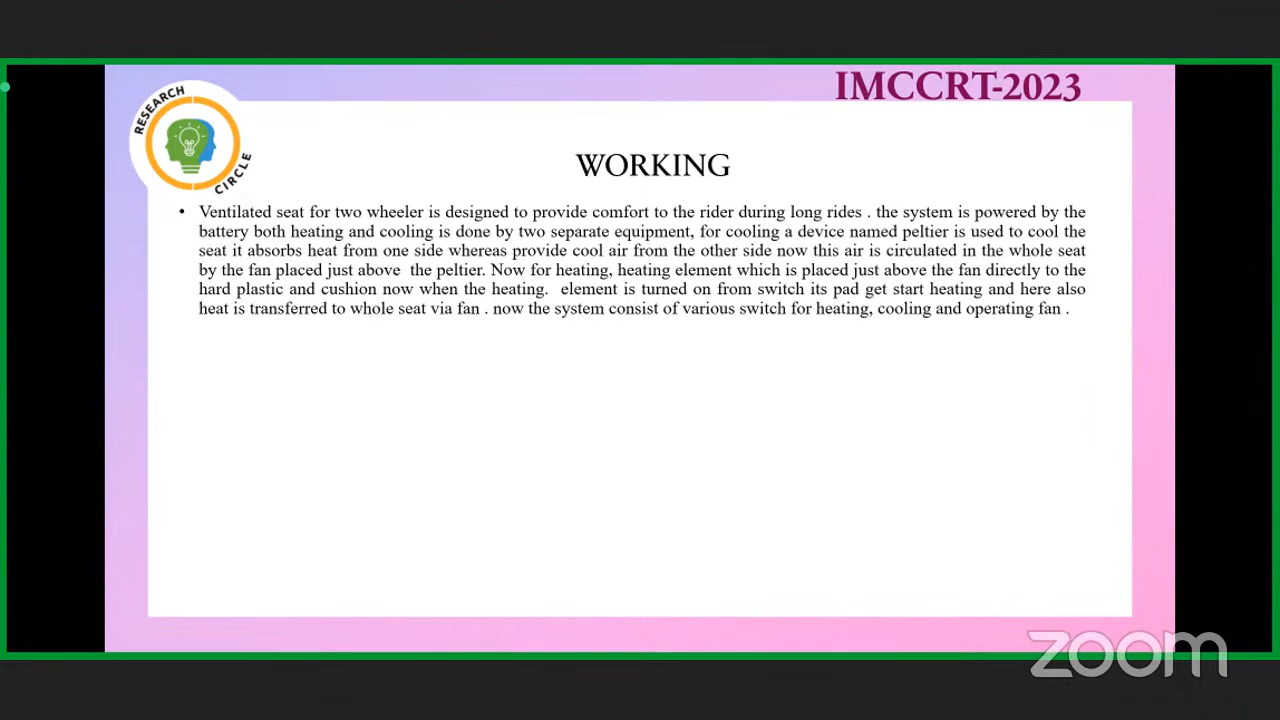 IMCCRT-2023
RESEARCH
CIRCLE
WORKING
• Ventilated seat for two wheeler is designed to provide comfort to the rider during long rides . the system is powered by the
battery both heating and cooling is done by two separate equipment, for cooling a device named peltier is used to cool the
seat it absorbs heat from one side whereas provide cool air from the other side now this air is circulated in the whole seat
by the fan placed just above  the peltier. Now for heating, heating element which is placed just above the fan directly to the
hard plastic and cushion now when the heating.  element is turned on from switch its pad get start heating and here also
heat is transferred to whole seat via fan . now the system consist of various switch for heating, cooling and operating fan .
zoom